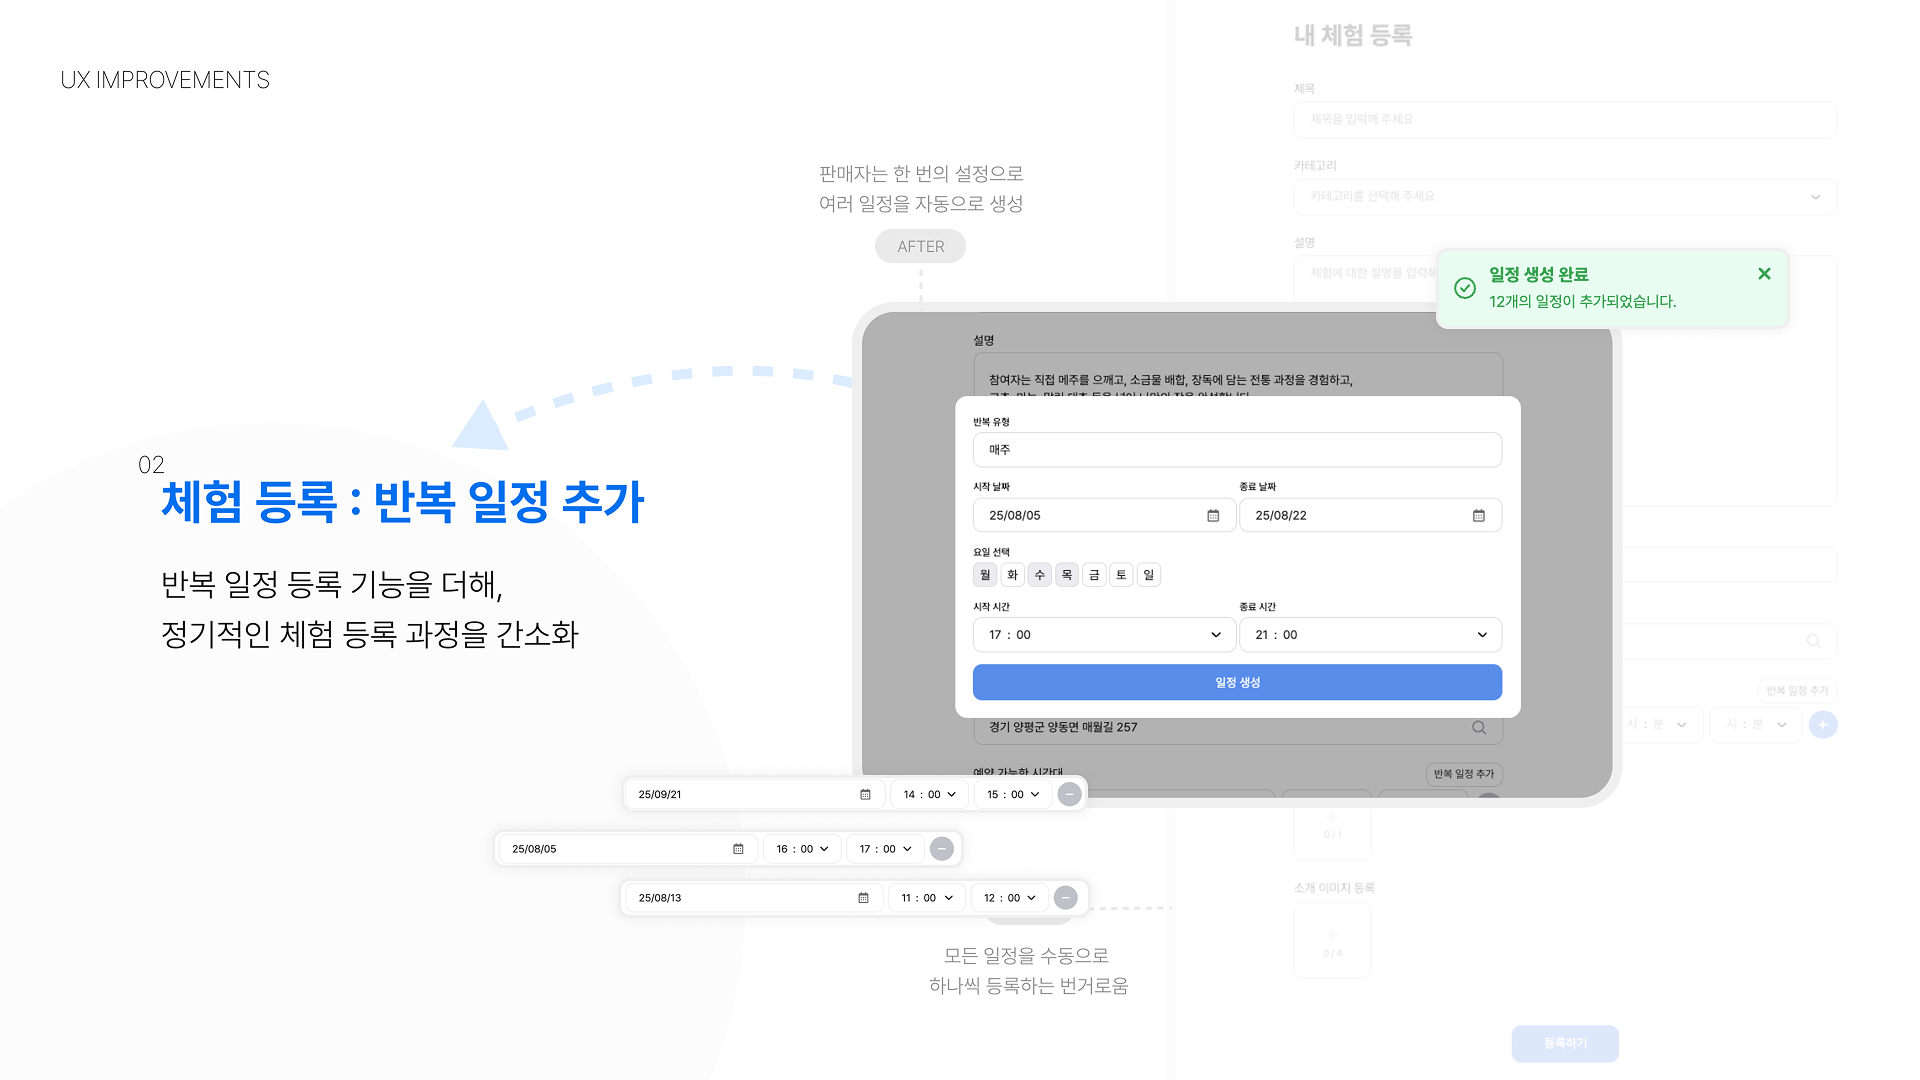 UX IMPROVEMENTS
02
체험 등록 : 반복 일정 추가
반복 일정 등록 기능을 더해,
정기적인 체험 등록 과정을 간소화
판매자는 한 번의 설정으로
여러 일정을 자동으로 생성
AFTER
내 체험 등록
제목
제목을 입력해 주세요
카테고리
카테고리를 선택해 주세요
설명
체험에 대한 설명을 입력해
일정 생성 완료
12개의 일정이 추가되었습니다.
설명
참여자는 직접 메주를 으깨고, 소금물 배합, 장독에 담는 전통 과정을 경험하고,
반복 유형
매주
시작 날짜 종료 날짜
25/08/05 25/08/22
요일 선택
월 화 수 목 금 토 일
시작 시간 종료 시간
17 : 00 21 : 00
일정 생성
경기 양평군 양동면 매월길 257
예약 가능한 시간대 반복 일정 추가
반복 일정 추가
시 : 분 시 : 분
25/09/21 14 : 00 15 : 00
25/08/05 16 : 00 17 : 00
25/08/13 11 : 00 12 : 00
모든 일정을 수동으로
하나씩 등록하는 번거로움
0 / 1
소개 이미지 등록
0 / 4
등록하기